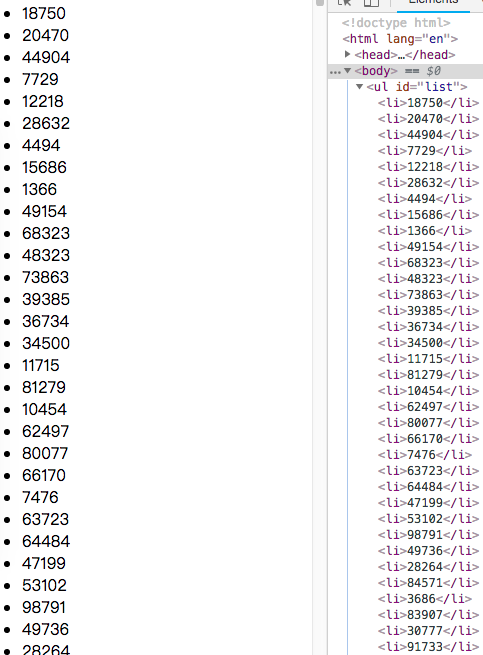 18750
20470
44904
7729
12218
28632
4494
15686
1366
49154
68323
48323
73863
39385
36734
34500
11715
81279
10454
62497
80077
66170
7476
63723
64484
47199
53102
98791
49736
28264
Elements
<!doctype html>
<html lang="en">
<head>…</head>
<body> == $0
<ul id="list">
<li>18750</li>
<li>20470</li>
<li>44904</li>
<li>7729</li>
<li>12218</li>
<li>28632</li>
<li>4494</li>
<li>15686</li>
<li>1366</li>
<li>49154</li>
<li>68323</li>
<li>48323</li>
<li>73863</li>
<li>39385</li>
<li>36734</li>
<li>34500</li>
<li>11715</li>
<li>81279</li>
<li>10454</li>
<li>62497</li>
<li>80077</li>
<li>66170</li>
<li>7476</li>
<li>63723</li>
<li>64484</li>
<li>47199</li>
<li>53102</li>
<li>98791</li>
<li>49736</li>
<li>28264</li>
<li>84571</li>
<li>3686</li>
<li>83907</li>
<li>30777</li>
<li>91733</li>